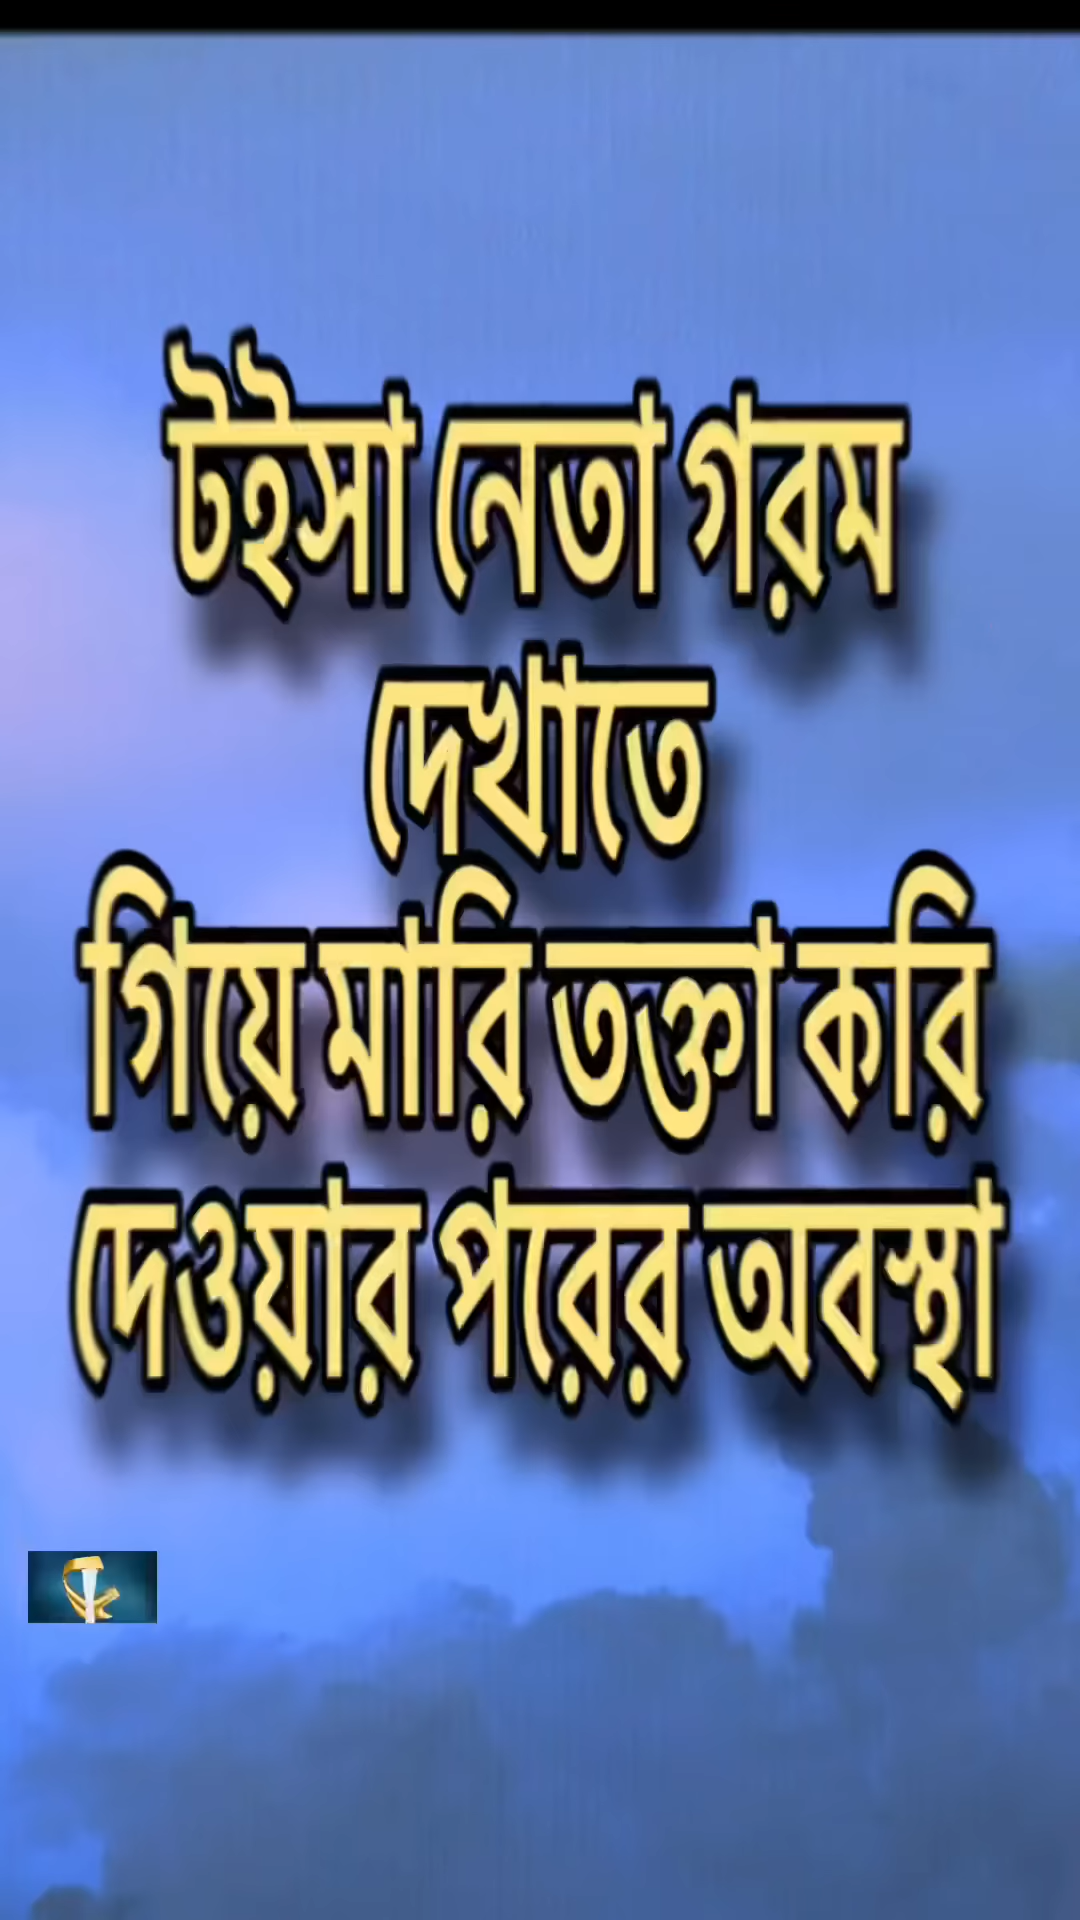 টইসা নেতা গরম
দেখাতে
গিয়ে মারি তক্তা করি
দেওয়ার পরের অবস্থা